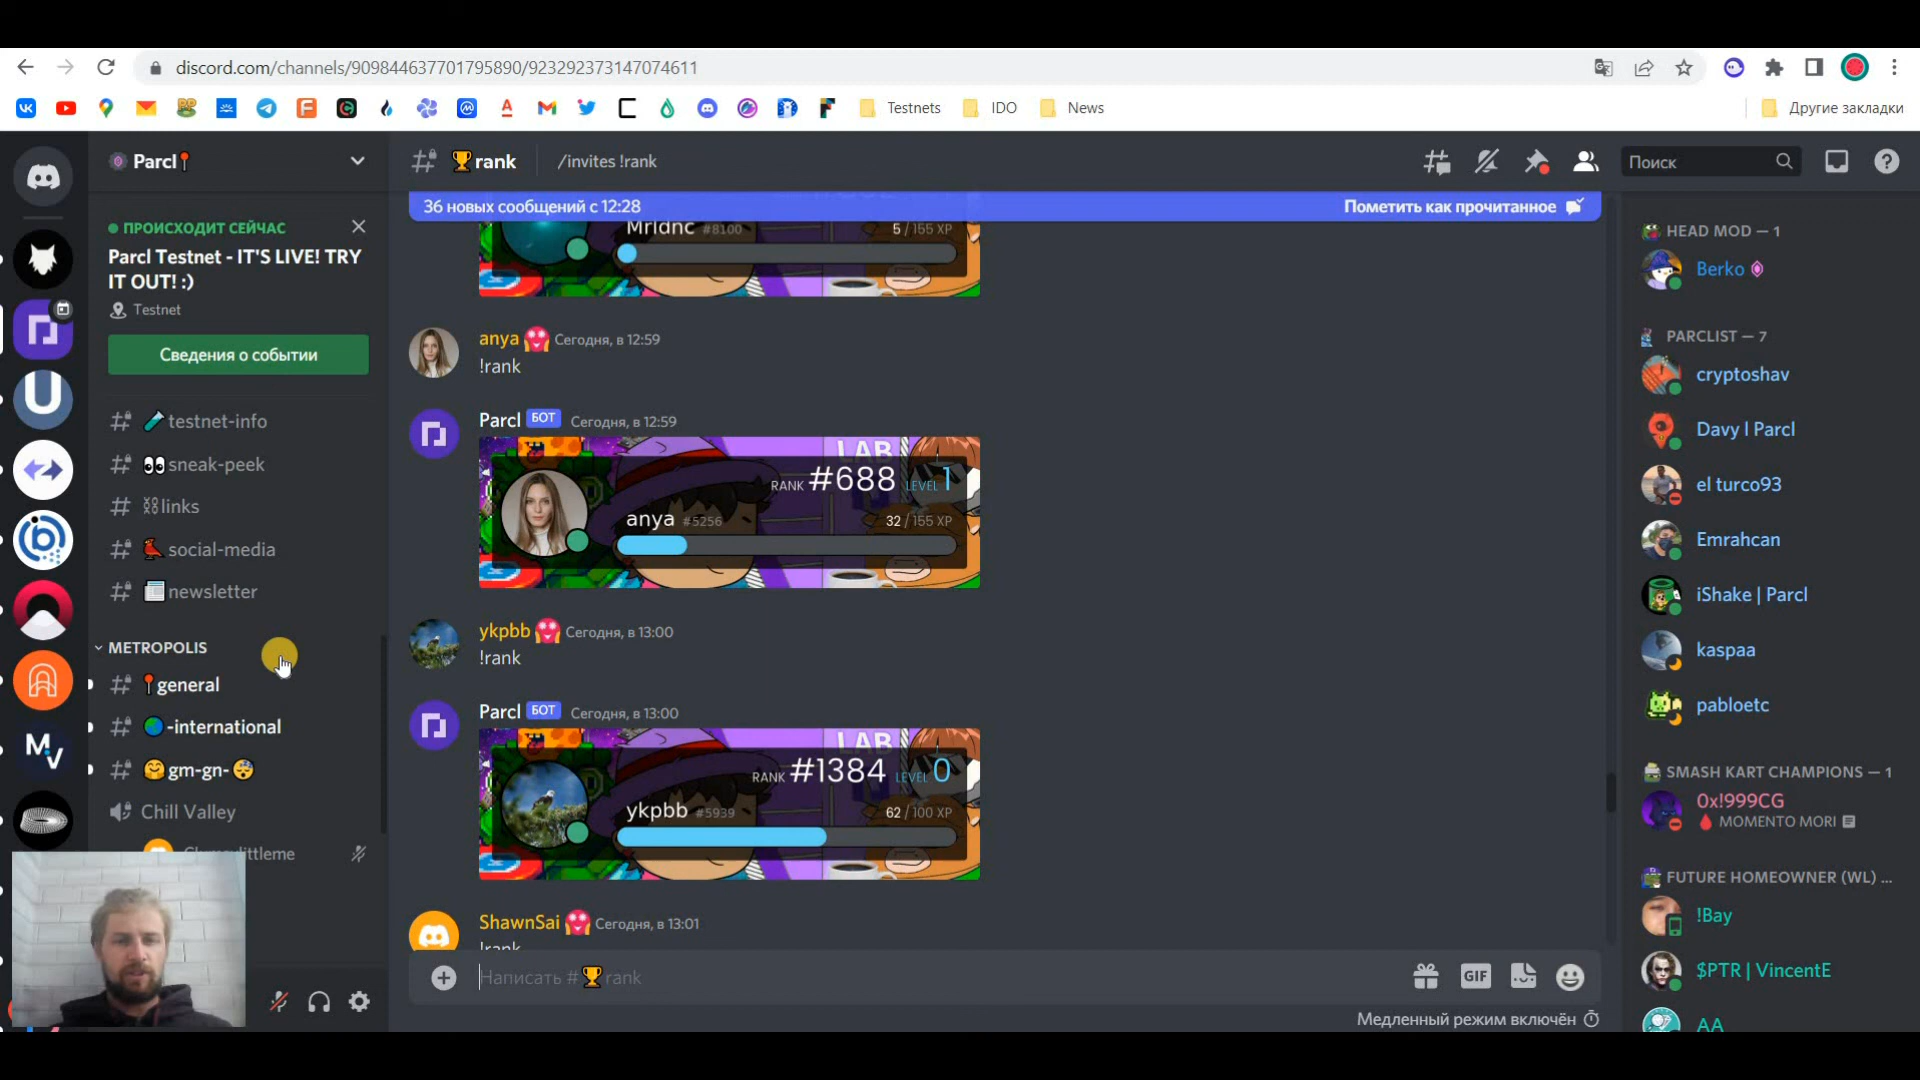 discord.com/channels/909844637701795890/923292373147074611
Testnets
IDO
News
Другие закладки
Parcl
ПРОИСХОДИТ СЕЙЧАС
Parcl Testnet - IT'S LIVE! TRY
IT OUT! :)
Testnet
Сведения о событии
testnet-info
sneak-peek
links
social-media
newsletter
METROPOLIS
general
-international
gm-gn-
Chill Valley
rank
/invites !rank
Поиск
36 новых сообщений с 12:28
Пометить как прочитанное
Mrldnc #8100
5 / 155 XP
anya Сегодня, в 12:59
!rank
Parcl БОТ Сегодня, в 12:59
LAB
RANK #688 LEVEL 1
anya #5256
32 / 155 XP
ykpbb Сегодня, в 13:00
!rank
Parcl БОТ Сегодня, в 13:00
LAB
RANK #1384 LEVEL 0
ykpbb #5939
62 / 100 XP
ShawnSai Сегодня, в 13:01
!rank
Написать # rank
GIF
Медленный режим включён
HEAD MOD — 1
Berko
PARCLIST — 7
cryptoshav
Davy l Parcl
el turco93
Emrahcan
iShake | Parcl
kaspaa
pabloetc
SMASH KART CHAMPIONS — 1
0x!999CG
MOMENTO MORI
FUTURE HOMEOWNER (WL) ...
!Bay
$PTR | VincentE
AA